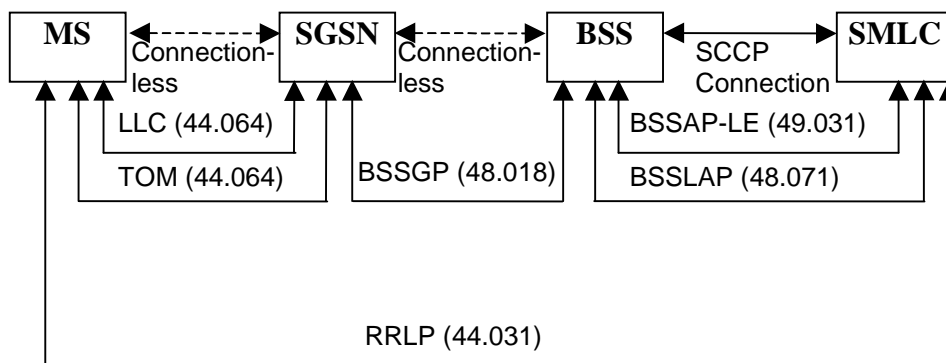 MS
SGSN
BSS
SMLC
Connection-
less
Connection-
less
SCCP
Connection
LLC (44.064)
BSSAP-LE (49.031)
TOM (44.064)
BSSGP (48.018)
BSSLAP (48.071)
RRLP (44.031)